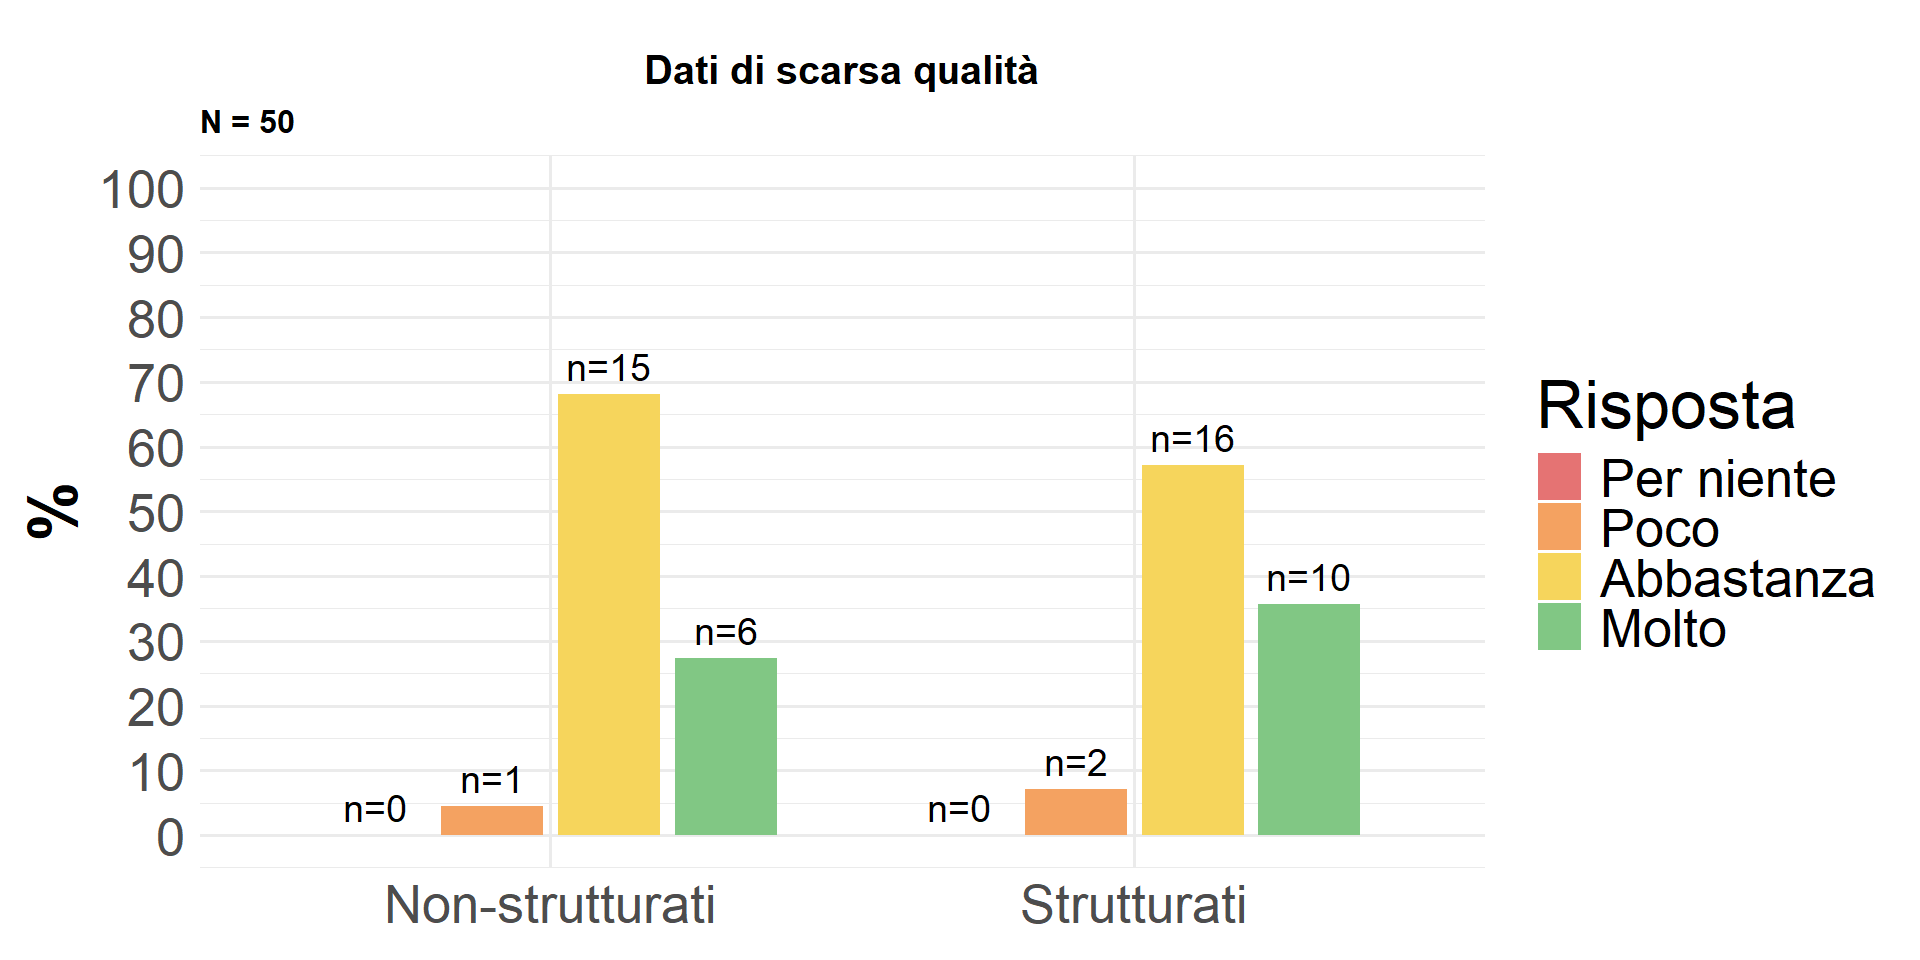 Dati di scarsa qualità
N = 50
%
100
90
80
70
60
50
40
30
20
10
0
n=0
n=1
n=15
n=6
n=0
n=2
n=16
n=10
Non-strutturati
Strutturati
Risposta
Per niente
Poco
Abbastanza
Molto